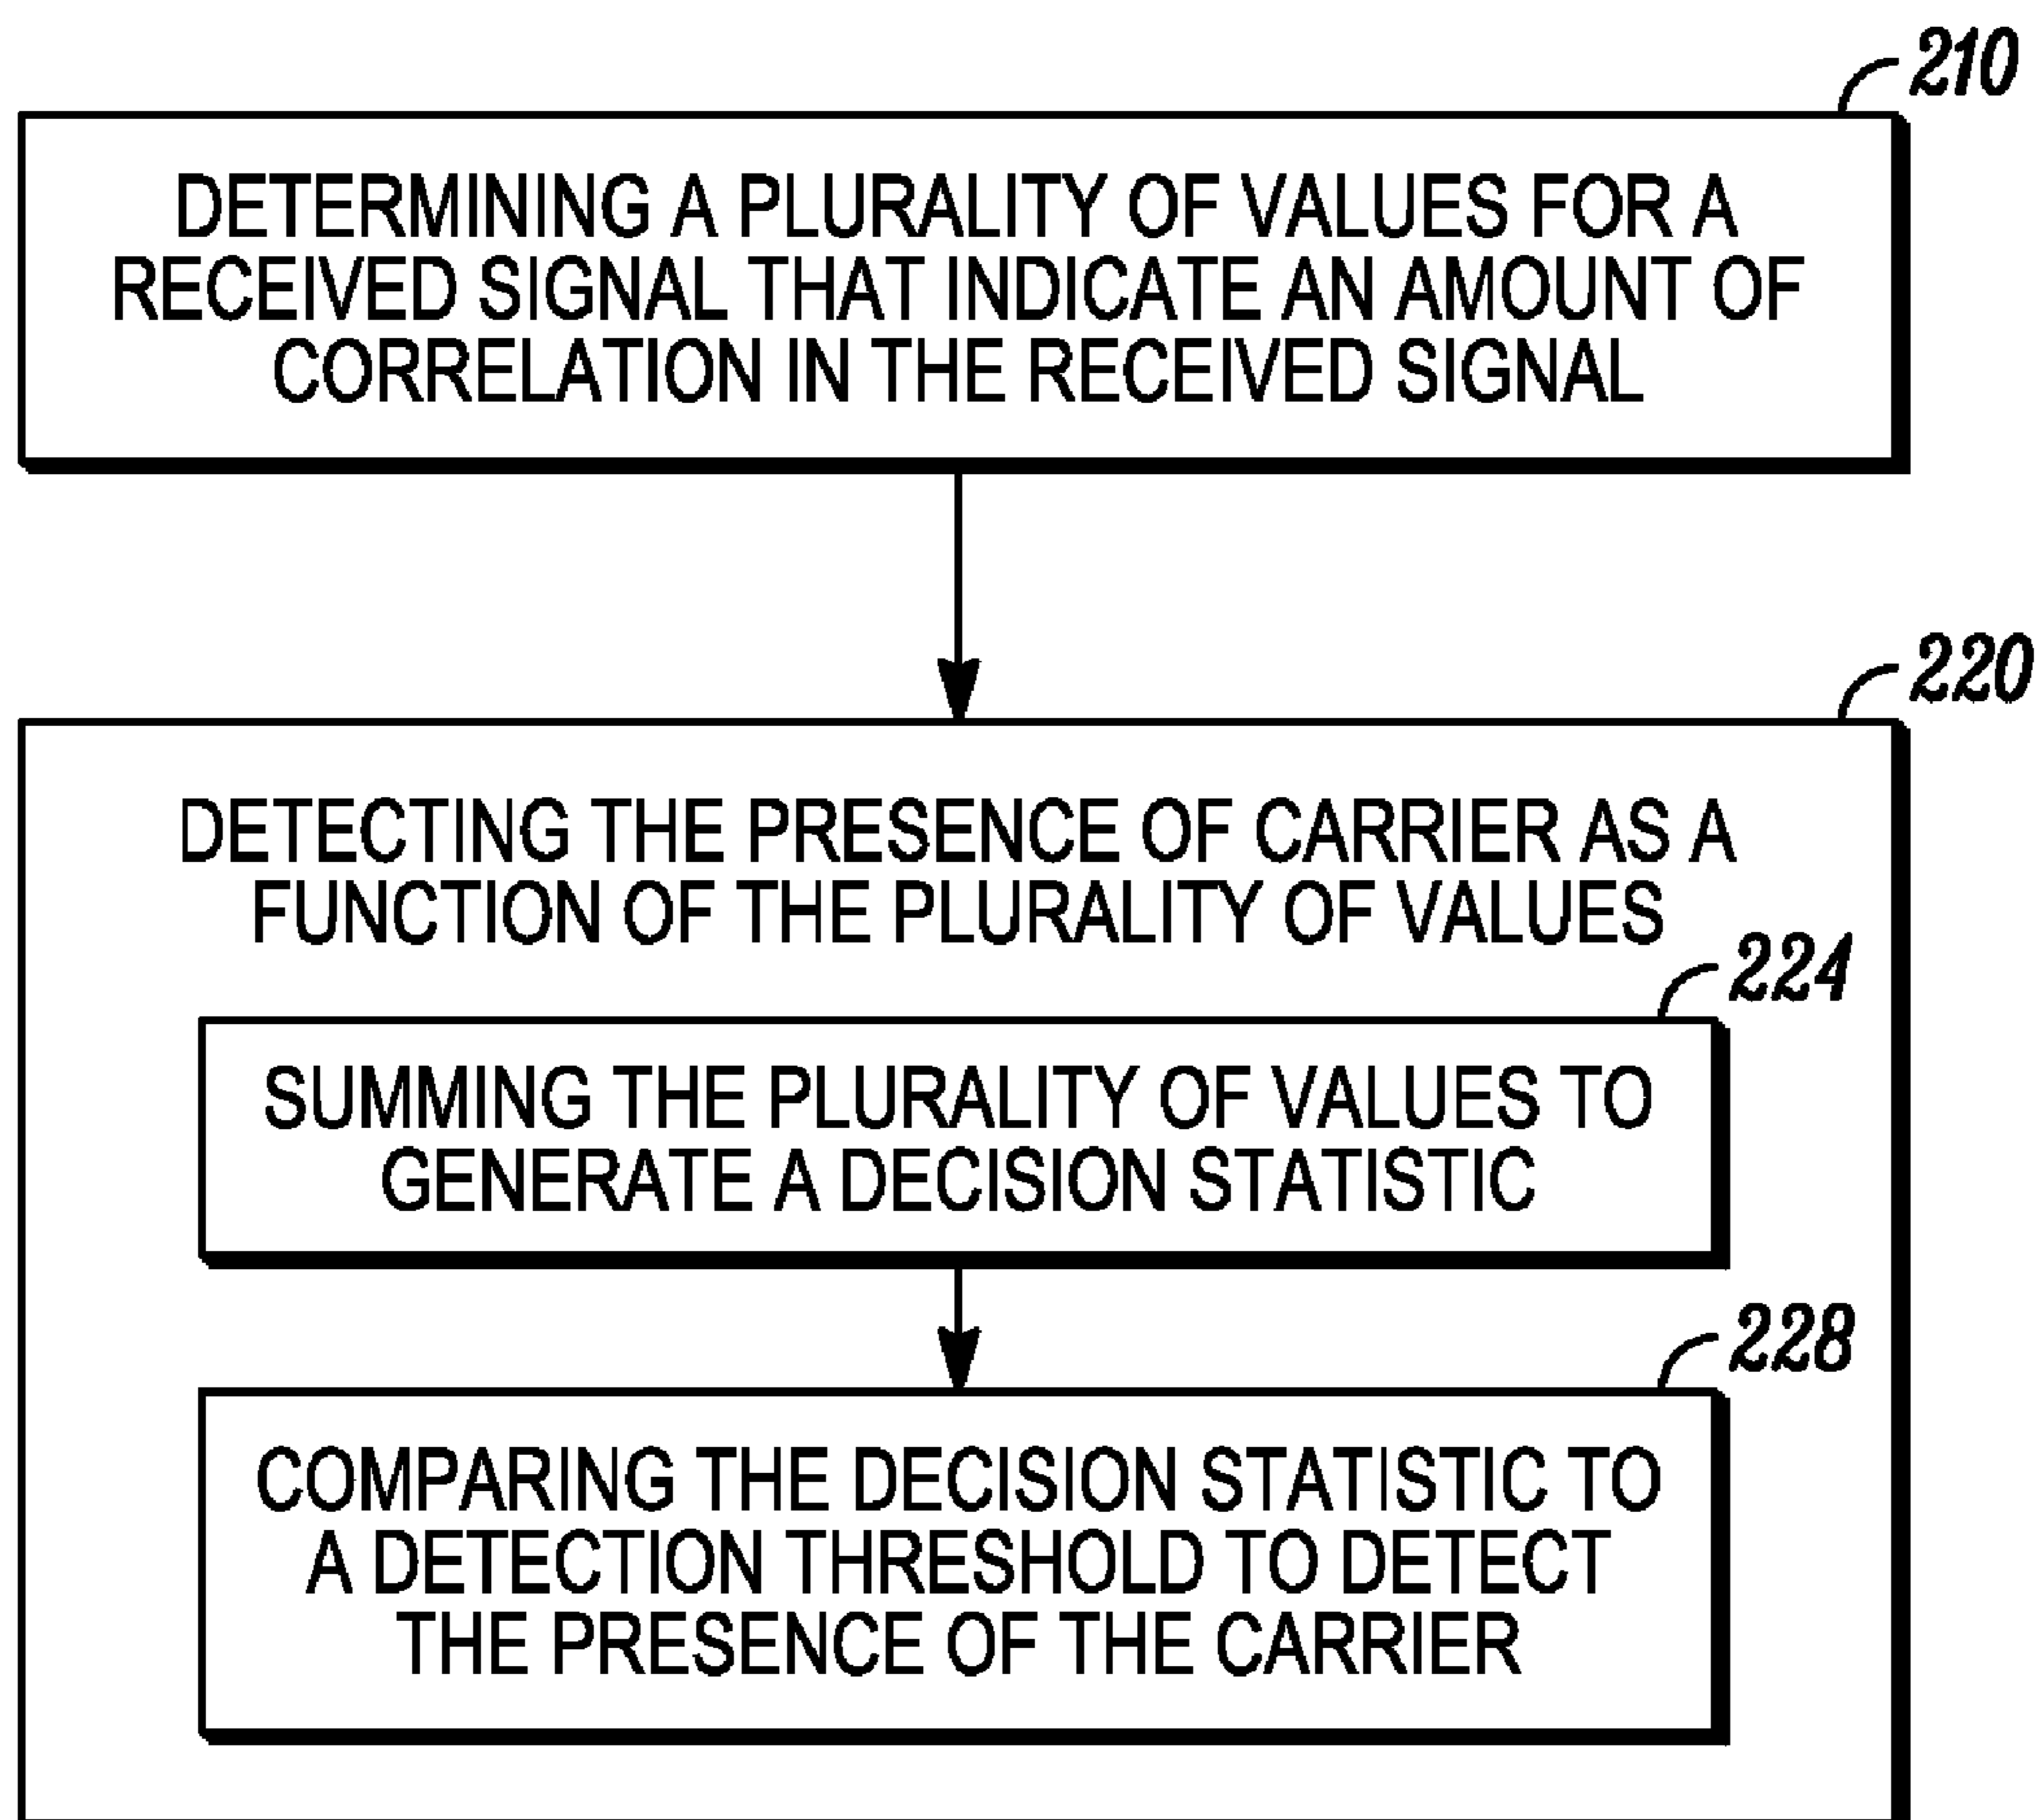 210
DETERMINING A PLURALITY OF VALUES FOR A
RECEIVED SIGNAL THAT INDICATE AN AMOUNT OF
CORRELATION IN THE RECEIVED SIGNAL
220
DETECTING THE PRESENCE OF CARRIER AS A
FUNCTION OF THE PLURALITY OF VALUES
224
SUMMING THE PLURALITY OF VALUES TO
GENERATE A DECISION STATISTIC
228
COMPARING THE DECISION STATISTIC TO
A DETECTION THRESHOLD TO DETECT
THE PRESENCE OF THE CARRIER